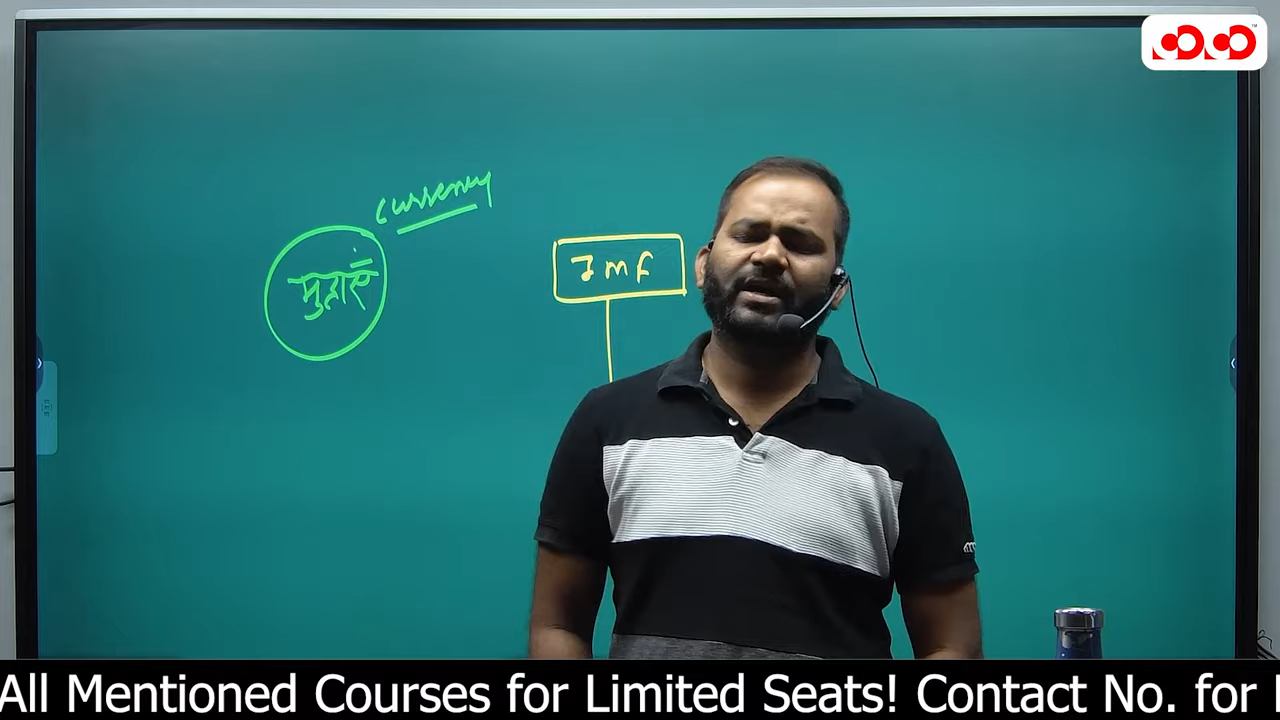 currency
मुद्राएं
IMF
All Mentioned Courses for Limited Seats! Contact No. for